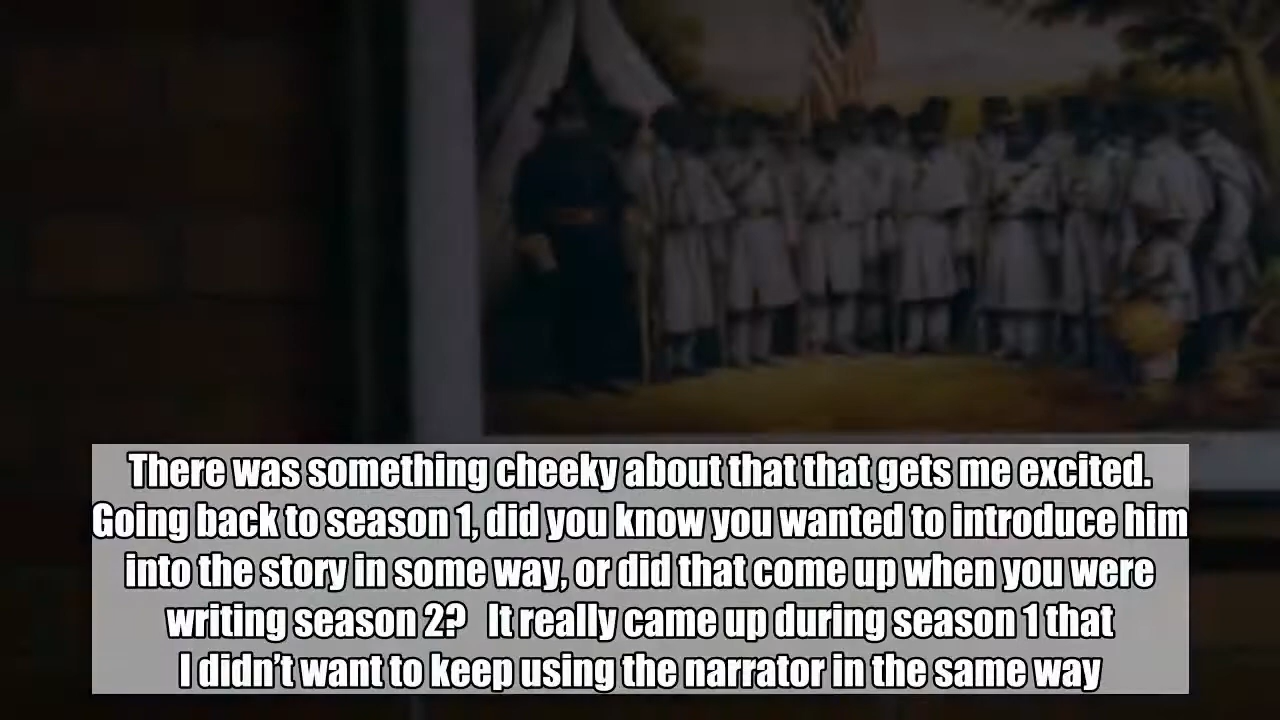 There was something cheeky about that that gets me excited.
Going back to season 1, did you know you wanted to introduce him
into the story in some way, or did that come up when you were
writing season 2?   It really came up during season 1 that
I didn’t want to keep using the narrator in the same way